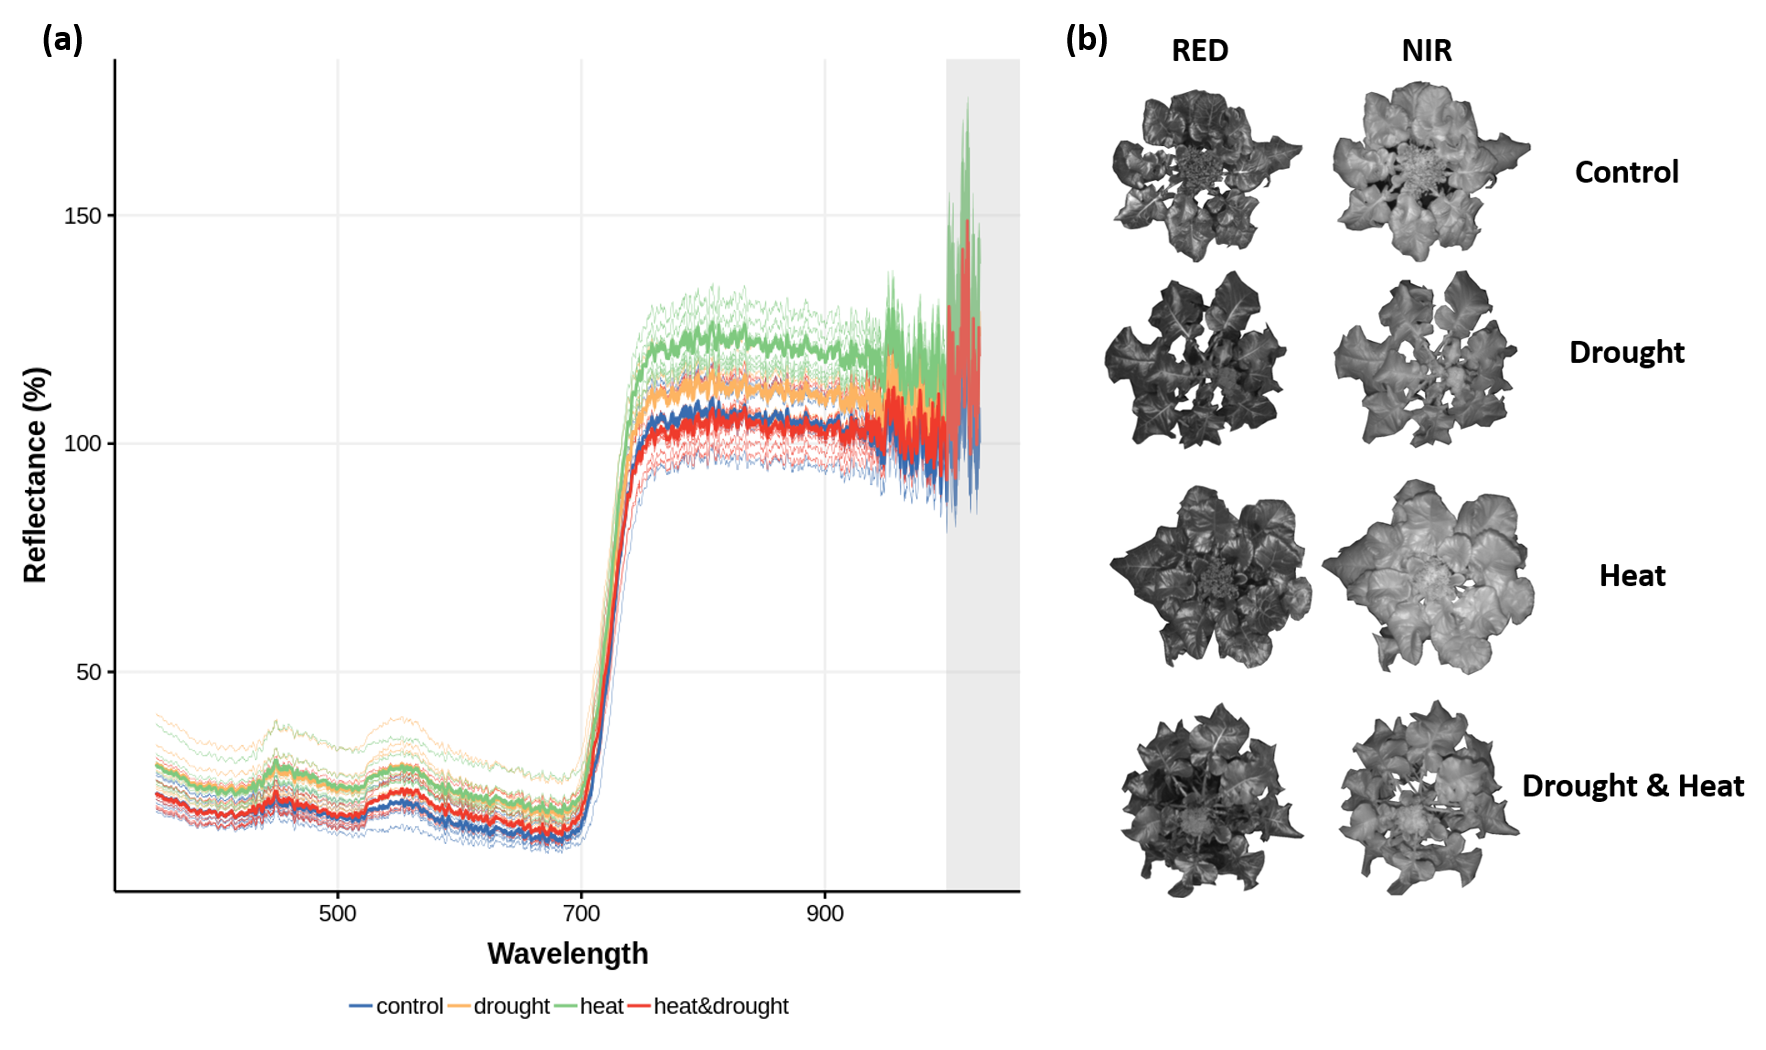 (a)
Reflectance (%)
150
100
50
500 700 900
Wavelength
control drought heat heat&drought
(b)
RED NIR
Control
Drought
Heat
Drought & Heat